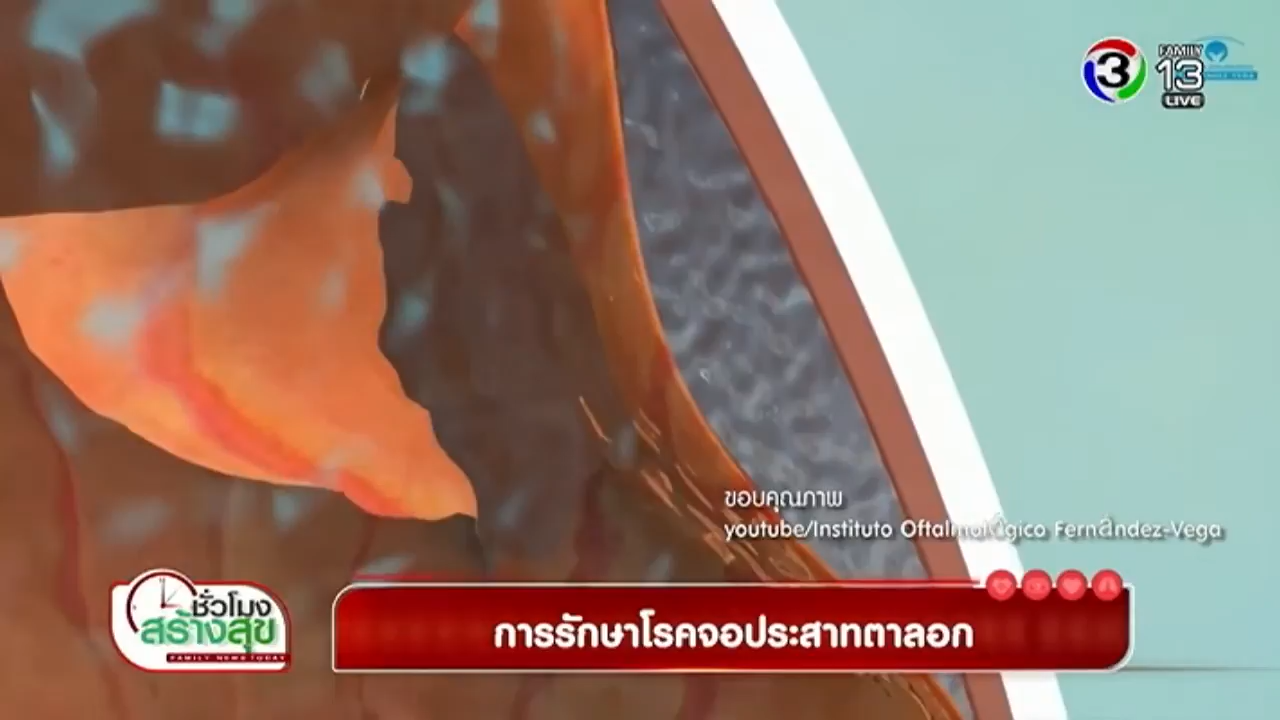 3
FAMILY
13
LIVE
ขอบคุณภาพ
youtube/Instituto Oftalmológico Fernández-Vega
ชั่วโมง
สร้างสุข
FAMILY NEWS TODAY
การรักษาโรคจอประสาทตาลอก